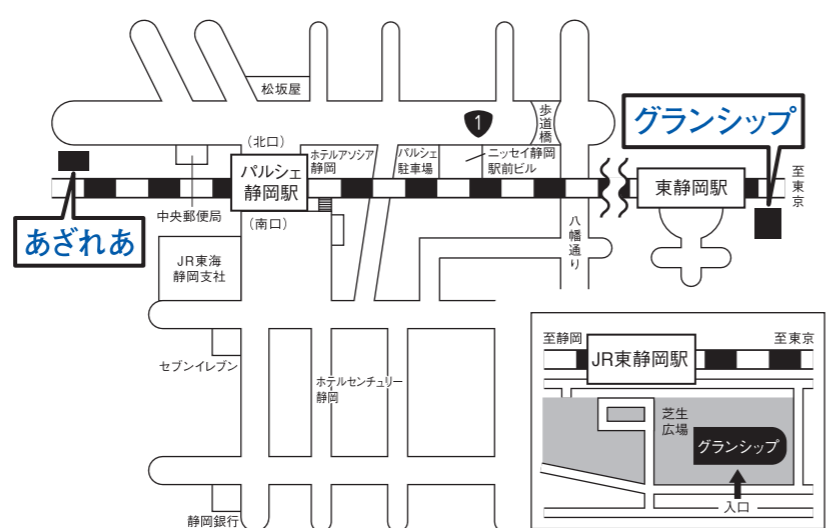 松坂屋
(北口)
1
歩道橋
グランシップ
ホテルアソシア
静岡
パルシェ
駐車場
ニッセイ静岡
駅前ビル
パルシェ
静岡駅
東静岡駅
至東京
中央郵便局
(南口)
八幡通り
あざれあ
JR東海
静岡支社
セブンイレブン
ホテルセンチュリー
静岡
静岡銀行
至静岡
至東京
JR東静岡駅
芝生
広場
グランシップ
入口